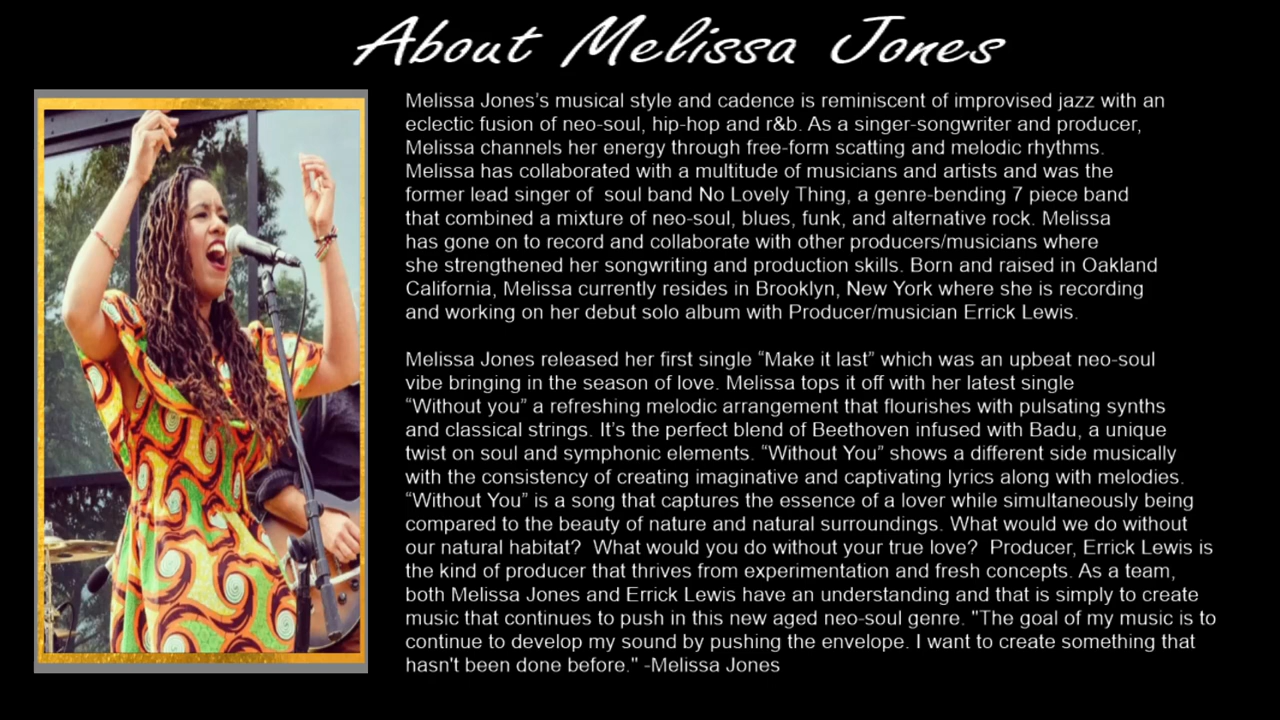 About Melissa Jones
Melissa Jones’s musical style and cadence is reminiscent of improvised jazz with an
eclectic fusion of neo-soul, hip-hop and r&b. As a singer-songwriter and producer,
Melissa channels her energy through free-form scatting and melodic rhythms.
Melissa has collaborated with a multitude of musicians and artists and was the
former lead singer of  soul band No Lovely Thing, a genre-bending 7 piece band
that combined a mixture of neo-soul, blues, funk, and alternative rock. Melissa
has gone on to record and collaborate with other producers/musicians where
she strengthened her songwriting and production skills. Born and raised in Oakland
California, Melissa currently resides in Brooklyn, New York where she is recording
and working on her debut solo album with Producer/musician Errick Lewis.
Melissa Jones released her first single “Make it last” which was an upbeat neo-soul
vibe bringing in the season of love. Melissa tops it off with her latest single
“Without you” a refreshing melodic arrangement that flourishes with pulsating synths
and classical strings. It’s the perfect blend of Beethoven infused with Badu, a unique
twist on soul and symphonic elements. “Without You” shows a different side musically
with the consistency of creating imaginative and captivating lyrics along with melodies.
“Without You” is a song that captures the essence of a lover while simultaneously being
compared to the beauty of nature and natural surroundings. What would we do without
our natural habitat?  What would you do without your true love?  Producer, Errick Lewis is
the kind of producer that thrives from experimentation and fresh concepts. As a team,
both Melissa Jones and Errick Lewis have an understanding and that is simply to create
music that continues to push in this new aged neo-soul genre. "The goal of my music is to
continue to develop my sound by pushing the envelope. I want to create something that
hasn't been done before." -Melissa Jones